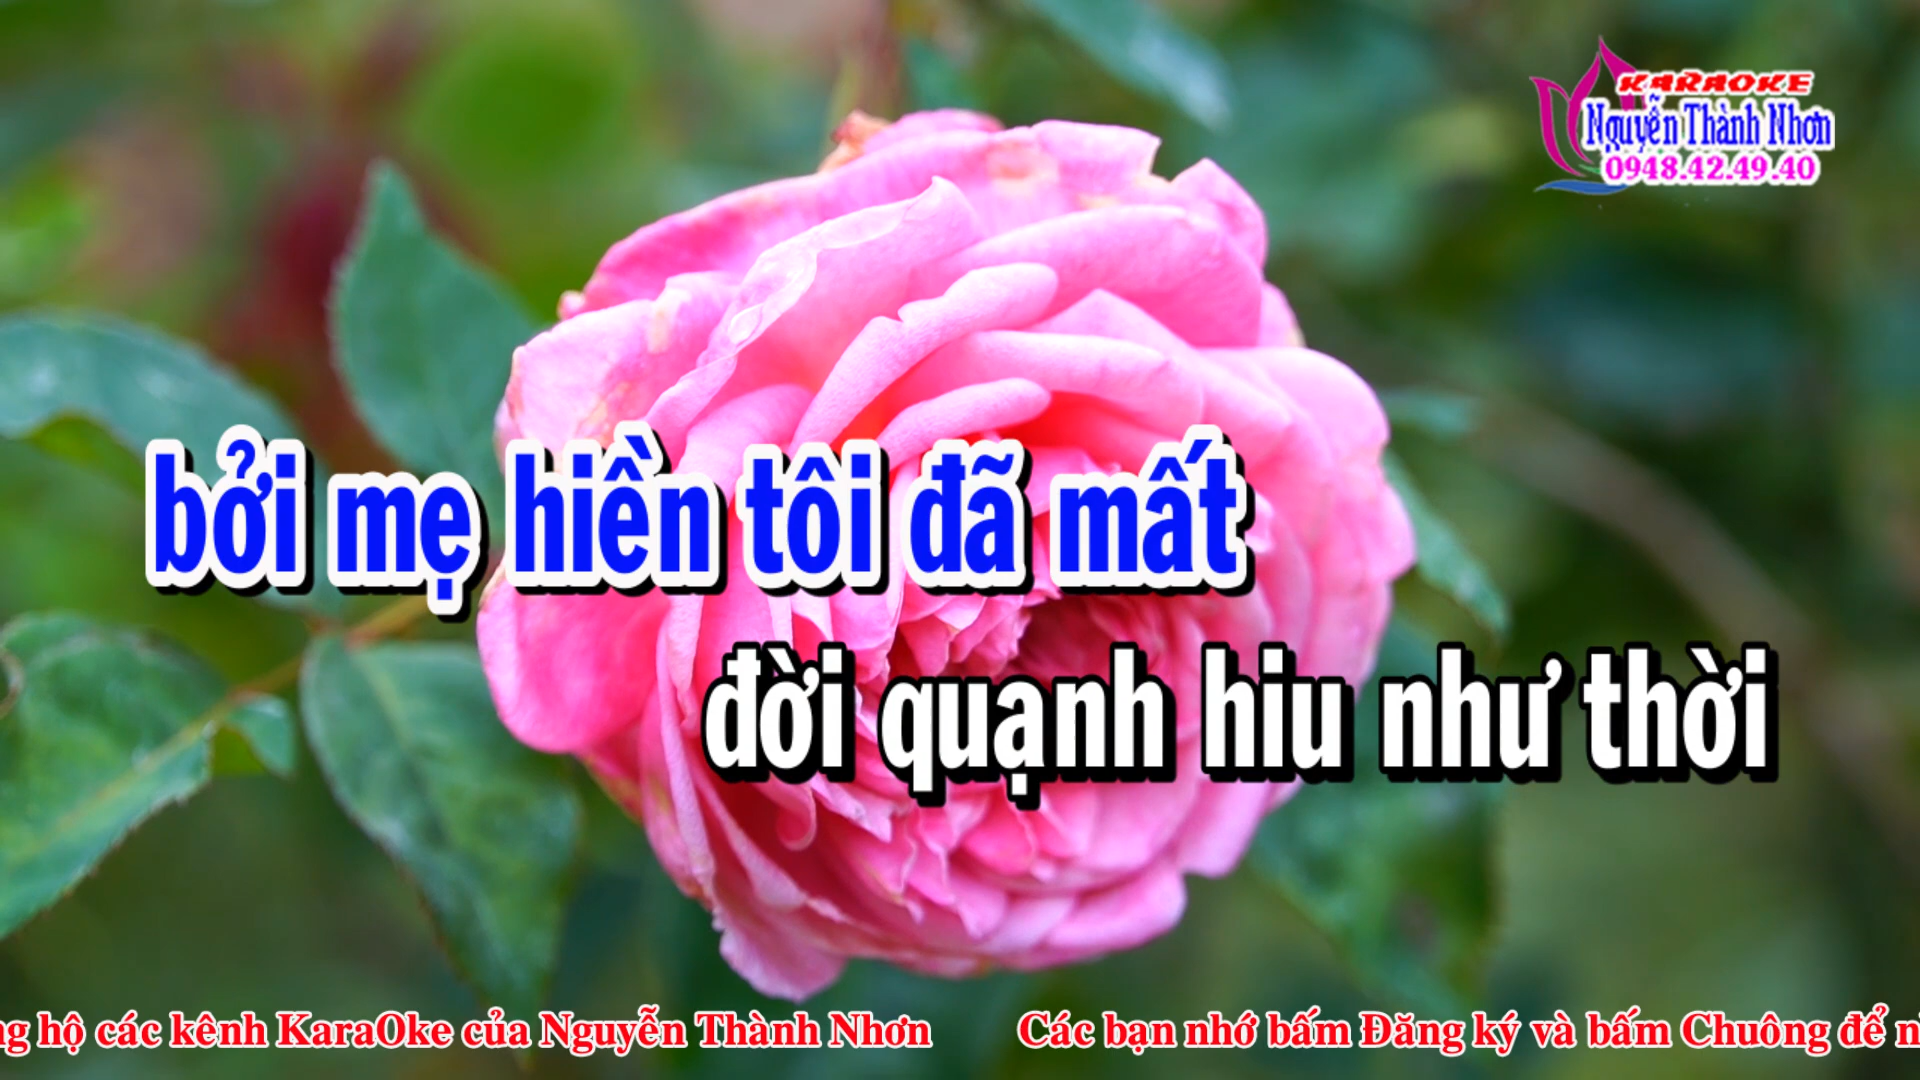 KARAOKE
Nguyễn Thành Nhơn
0948.42.49.40
bởi mẹ hiền tôi đã mất
đời quạnh hiu như thời
hộ các kênh KaraOke của Nguyễn Thành Nhơn Các bạn nhớ bấm Đăng ký và bấm Chuông để